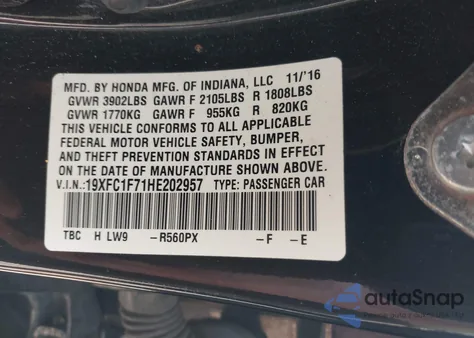 MFD. BY HONDA MFG. OF INDIANA, LLC 11/'16
GVWR 3902LBS GAWR F 2105LBS R 1808LBS
GVWR 1770KG GAWR F 955KG R 820KG
THIS VEHICLE CONFORMS TO ALL APPLICABLE
FEDERAL MOTOR VEHICLE SAFETY, BUMPER,
AND THEFT PREVENTION STANDARDS IN EFFECT
ON THE DATE OF MANUFACTURE SHOWN ABOVE.
V.I.N.:19XFC1F71HE202957 TYPE: PASSENGER CAR
TBC H LW9 -R560PX -F -E
autoSnap